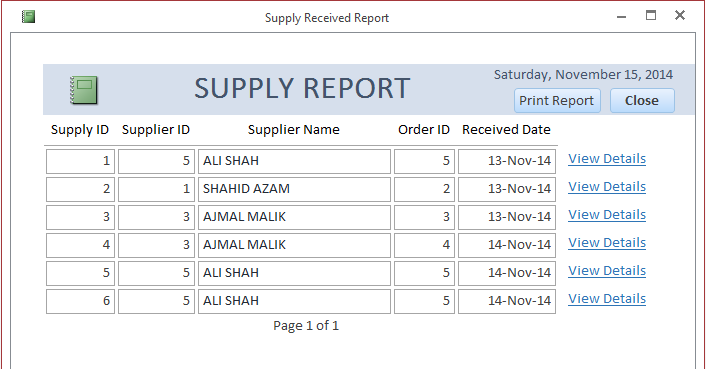 Supply Received Report
Saturday, November 15, 2014
SUPPLY REPORT
Print Report Close
Supply ID Supplier ID Supplier Name Order ID Received Date
1 5 ALI SHAH 5 13-Nov-14 View Details
2 1 SHAHID AZAM 2 13-Nov-14 View Details
3 3 AJMAL MALIK 3 13-Nov-14 View Details
4 3 AJMAL MALIK 4 14-Nov-14 View Details
5 5 ALI SHAH 5 14-Nov-14 View Details
6 5 ALI SHAH 5 14-Nov-14 View Details
Page 1 of 1